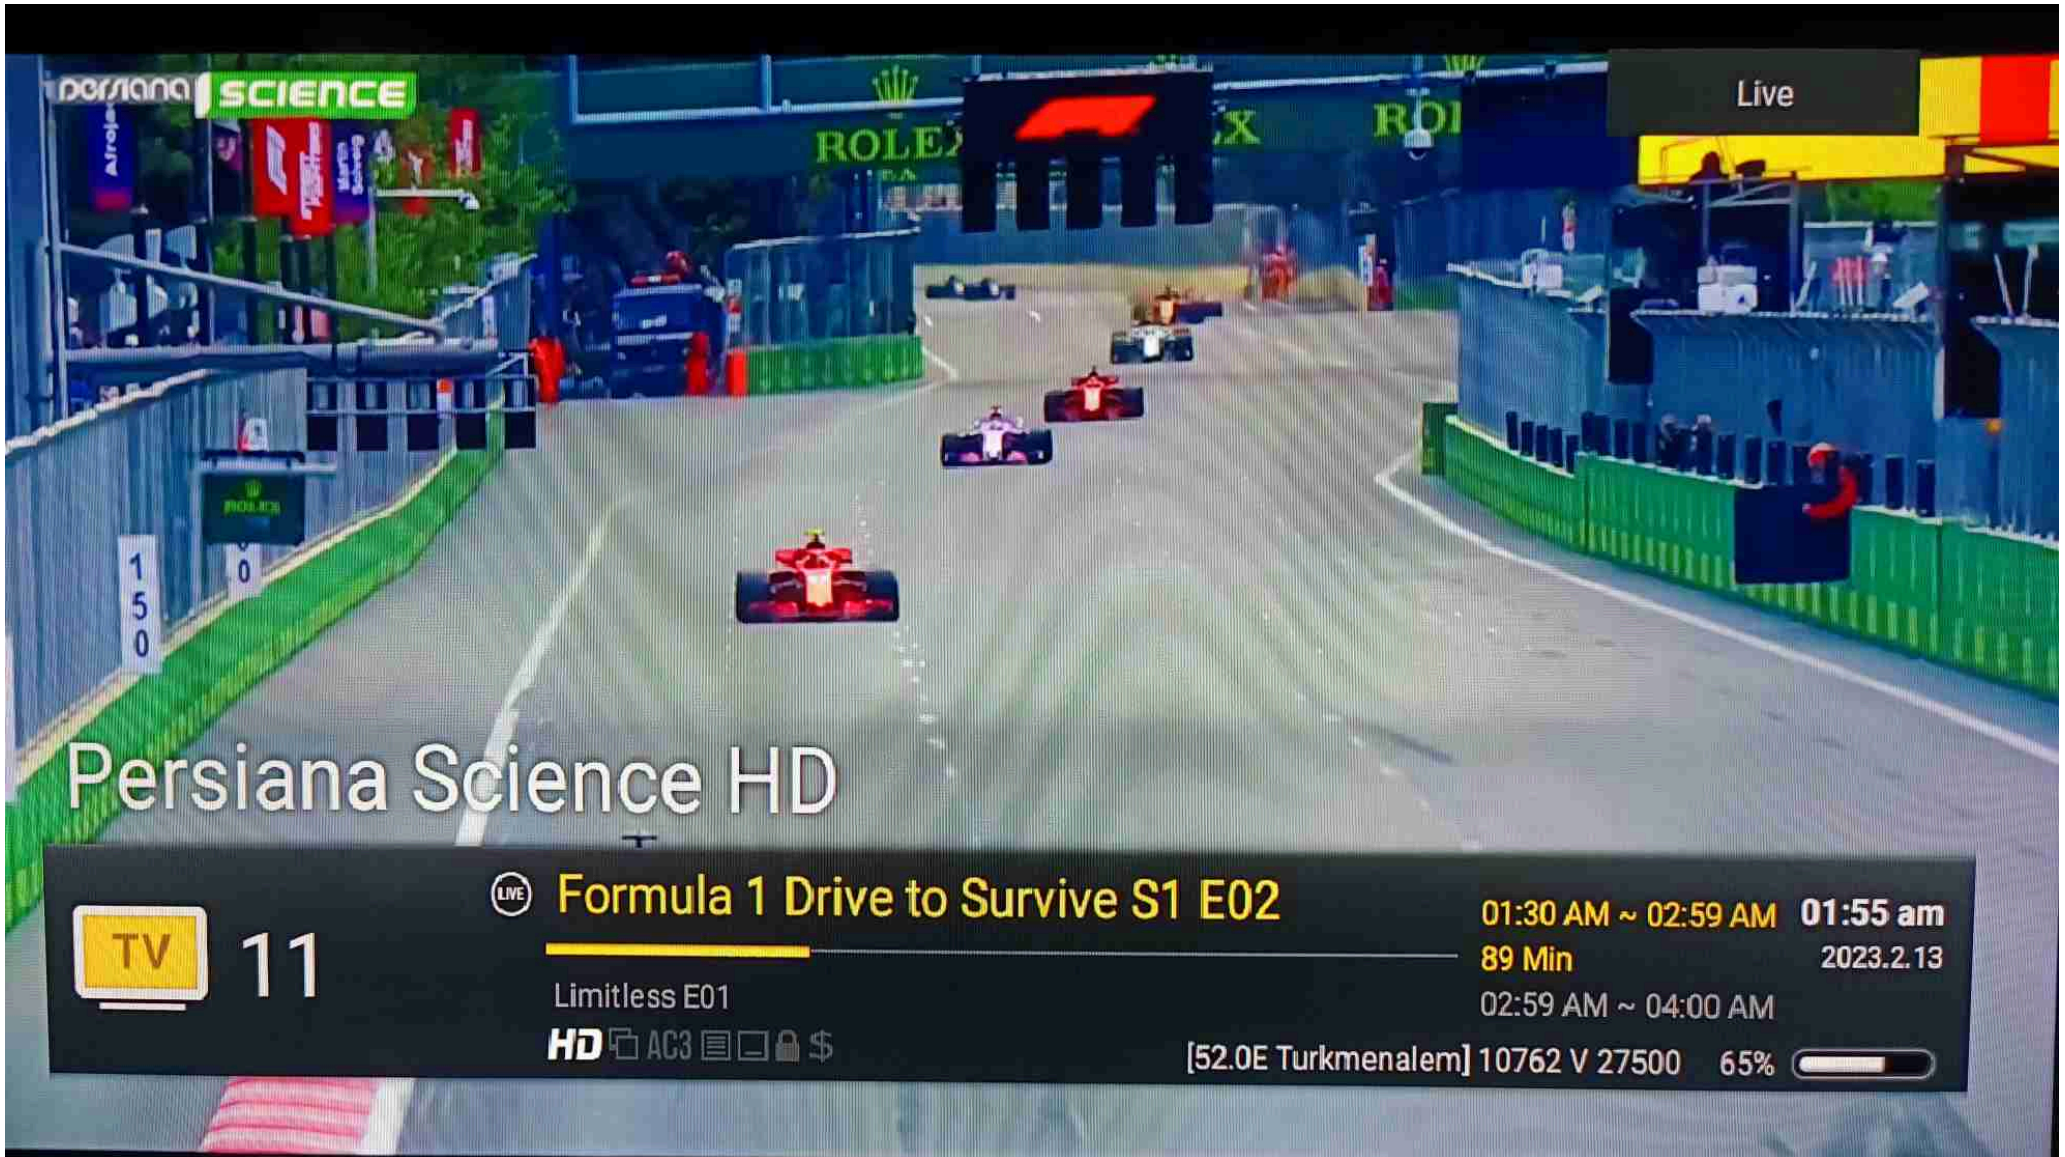 persiana SCIENCE
Live
ROLEX
ROLEX
150
Persiana Science HD
TV 11
LIVE Formula 1 Drive to Survive S1 E02
01:30 AM ~ 02:59 AM 01:55 am
89 Min 2023.2.13
Limitless E01
02:59 AM ~ 04:00 AM
HD AC3 $
[52.0E Turkmenalem] 10762 V 27500 65%